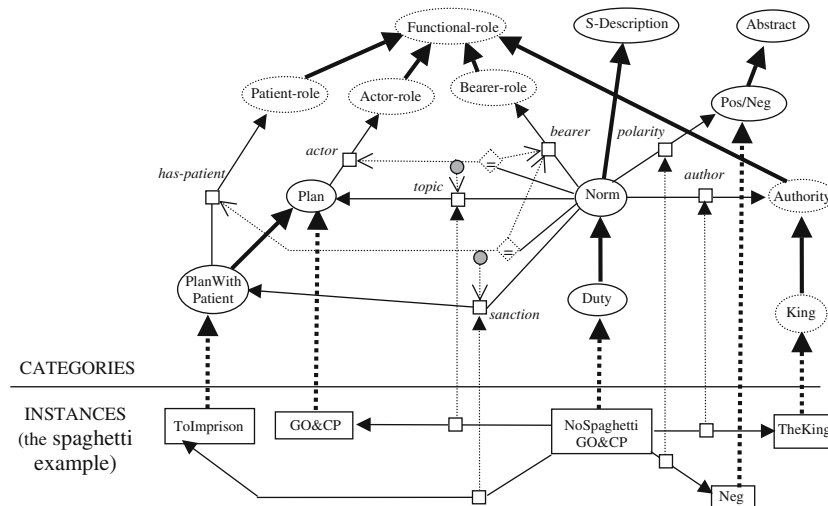 Functional-role
S-Description
Abstract
Patient-role
Actor-role
Bearer-role
Pos/Neg
bearer
polarity
actor
has-patient
=
topic
author
Plan
Norm
Authority
=
PlanWith
Patient
Duty
King
sanction
CATEGORIES
INSTANCES
(the spaghetti
example)
ToImprison
GO&CP
NoSpaghetti
GO&CP
TheKing
Neg